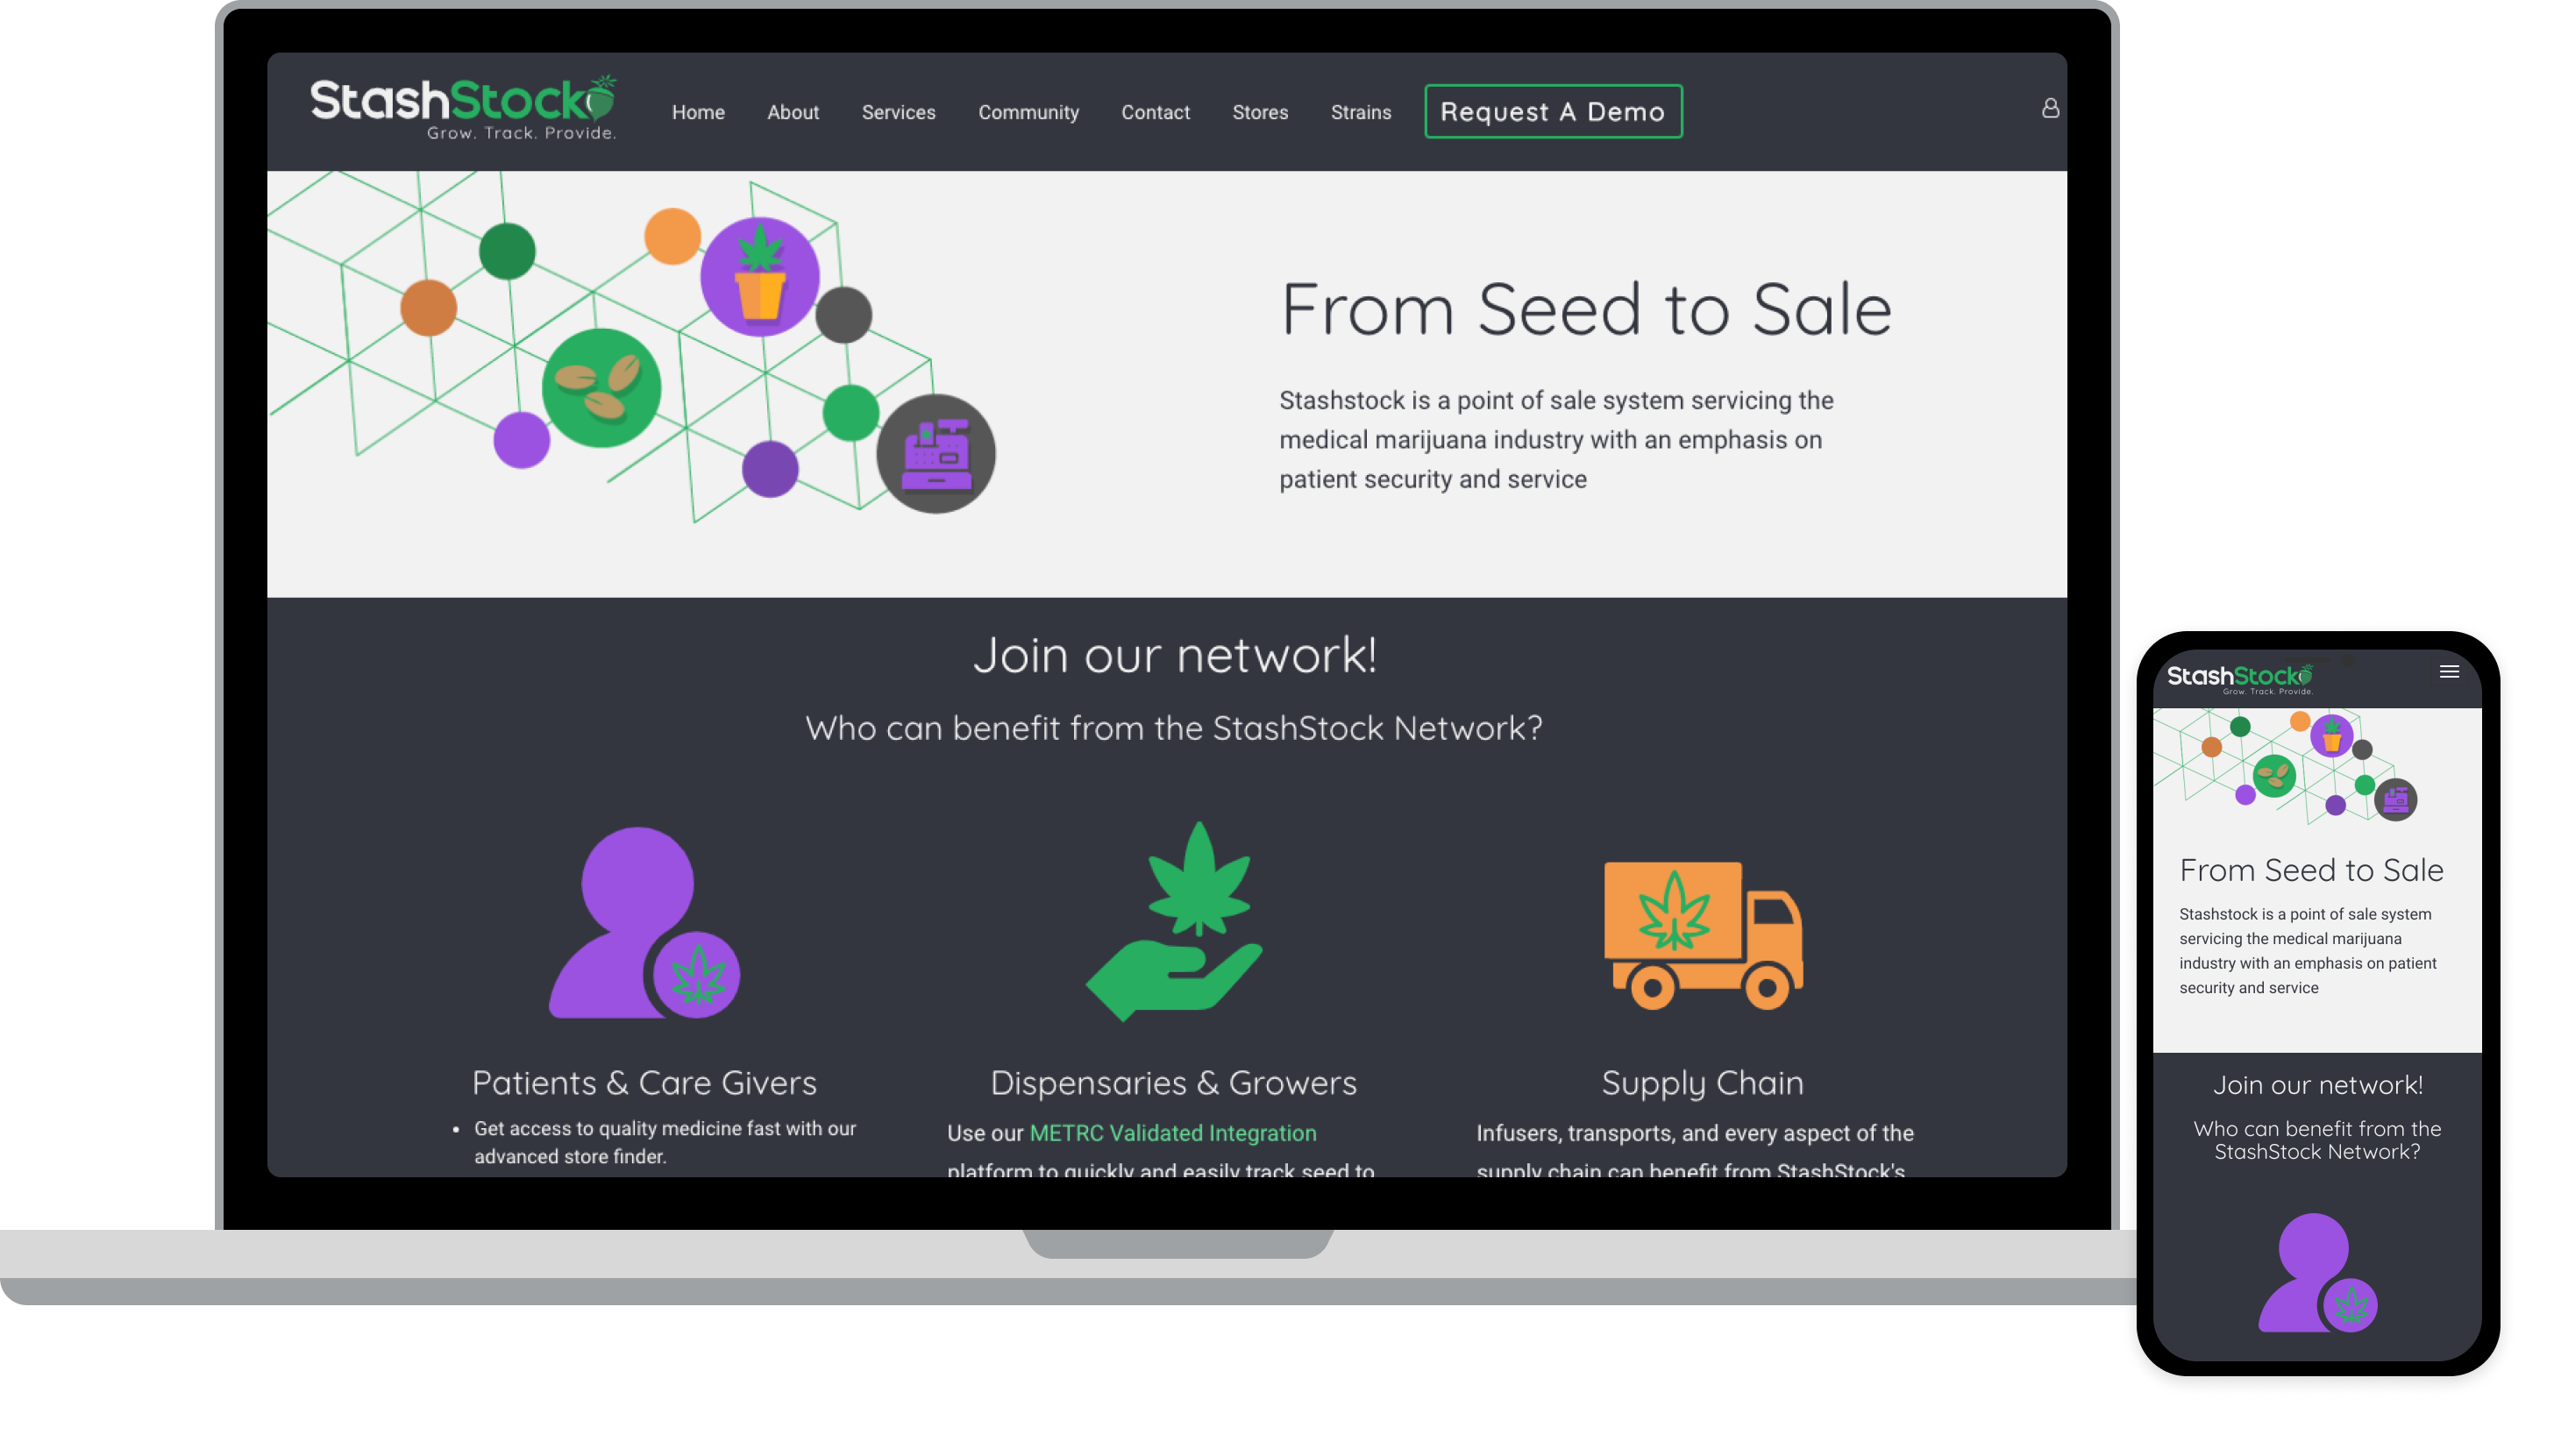 StashStock
Grow. Track. Provide.
Home About Services Community Contact Stores Strains Request A Demo
From Seed to Sale
Stashstock is a point of sale system servicing the
medical marijuana industry with an emphasis on
patient security and service
Join our network!
Who can benefit from the StashStock Network?
Patients & Care Givers
• Get access to quality medicine fast with our
advanced store finder.
Dispensaries & Growers
Use our METRC Validated Integration
platform to quickly and easily track seed to
Supply Chain
Infusers, transports, and every aspect of the
supply chain can benefit from StashStock's
StashStock
Grow. Track. Provide.
From Seed to Sale
Stashstock is a point of sale system
servicing the medical marijuana
industry with an emphasis on patient
security and service
Join our network!
Who can benefit from the
StashStock Network?